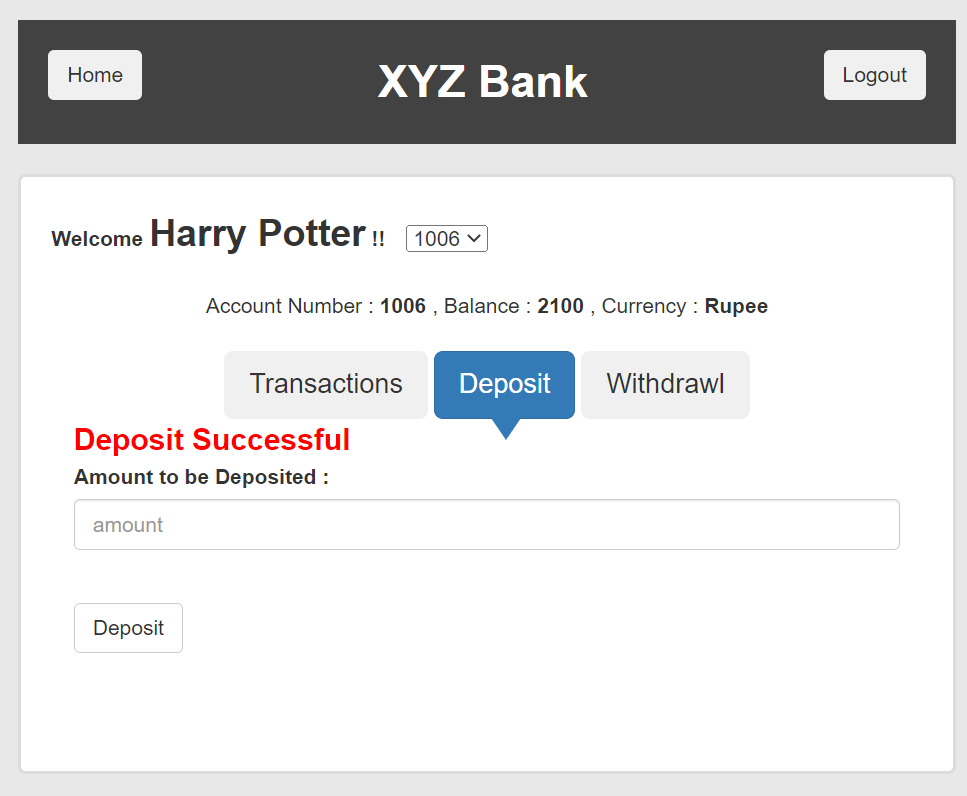 Home XYZ Bank Logout
Welcome Harry Potter !! 1006
Account Number : 1006 , Balance : 2100 , Currency : Rupee
Transactions Deposit Withdrawl
Deposit Successful
Amount to be Deposited :
amount
Deposit